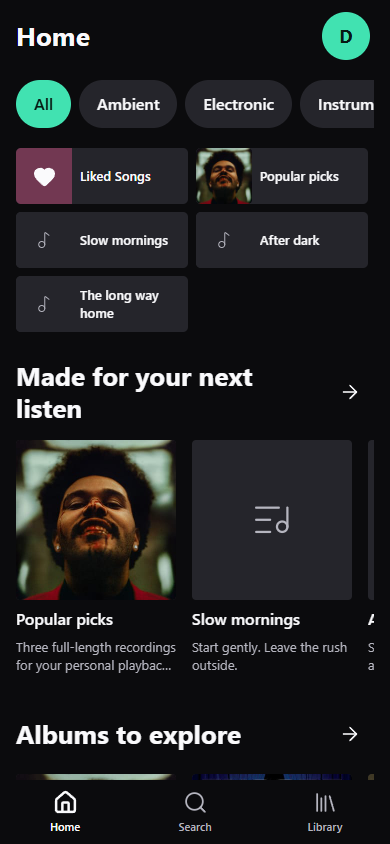 Home
D
All
Ambient
Electronic
Instrum
Liked Songs
Popular picks
Slow mornings
After dark
The long way
home
Made for your next
listen
Popular picks
Three full-length recordings
for your personal playbac...
Slow mornings
Start gently. Leave the rush
outside.
Albums to explore
Home
Search
Library